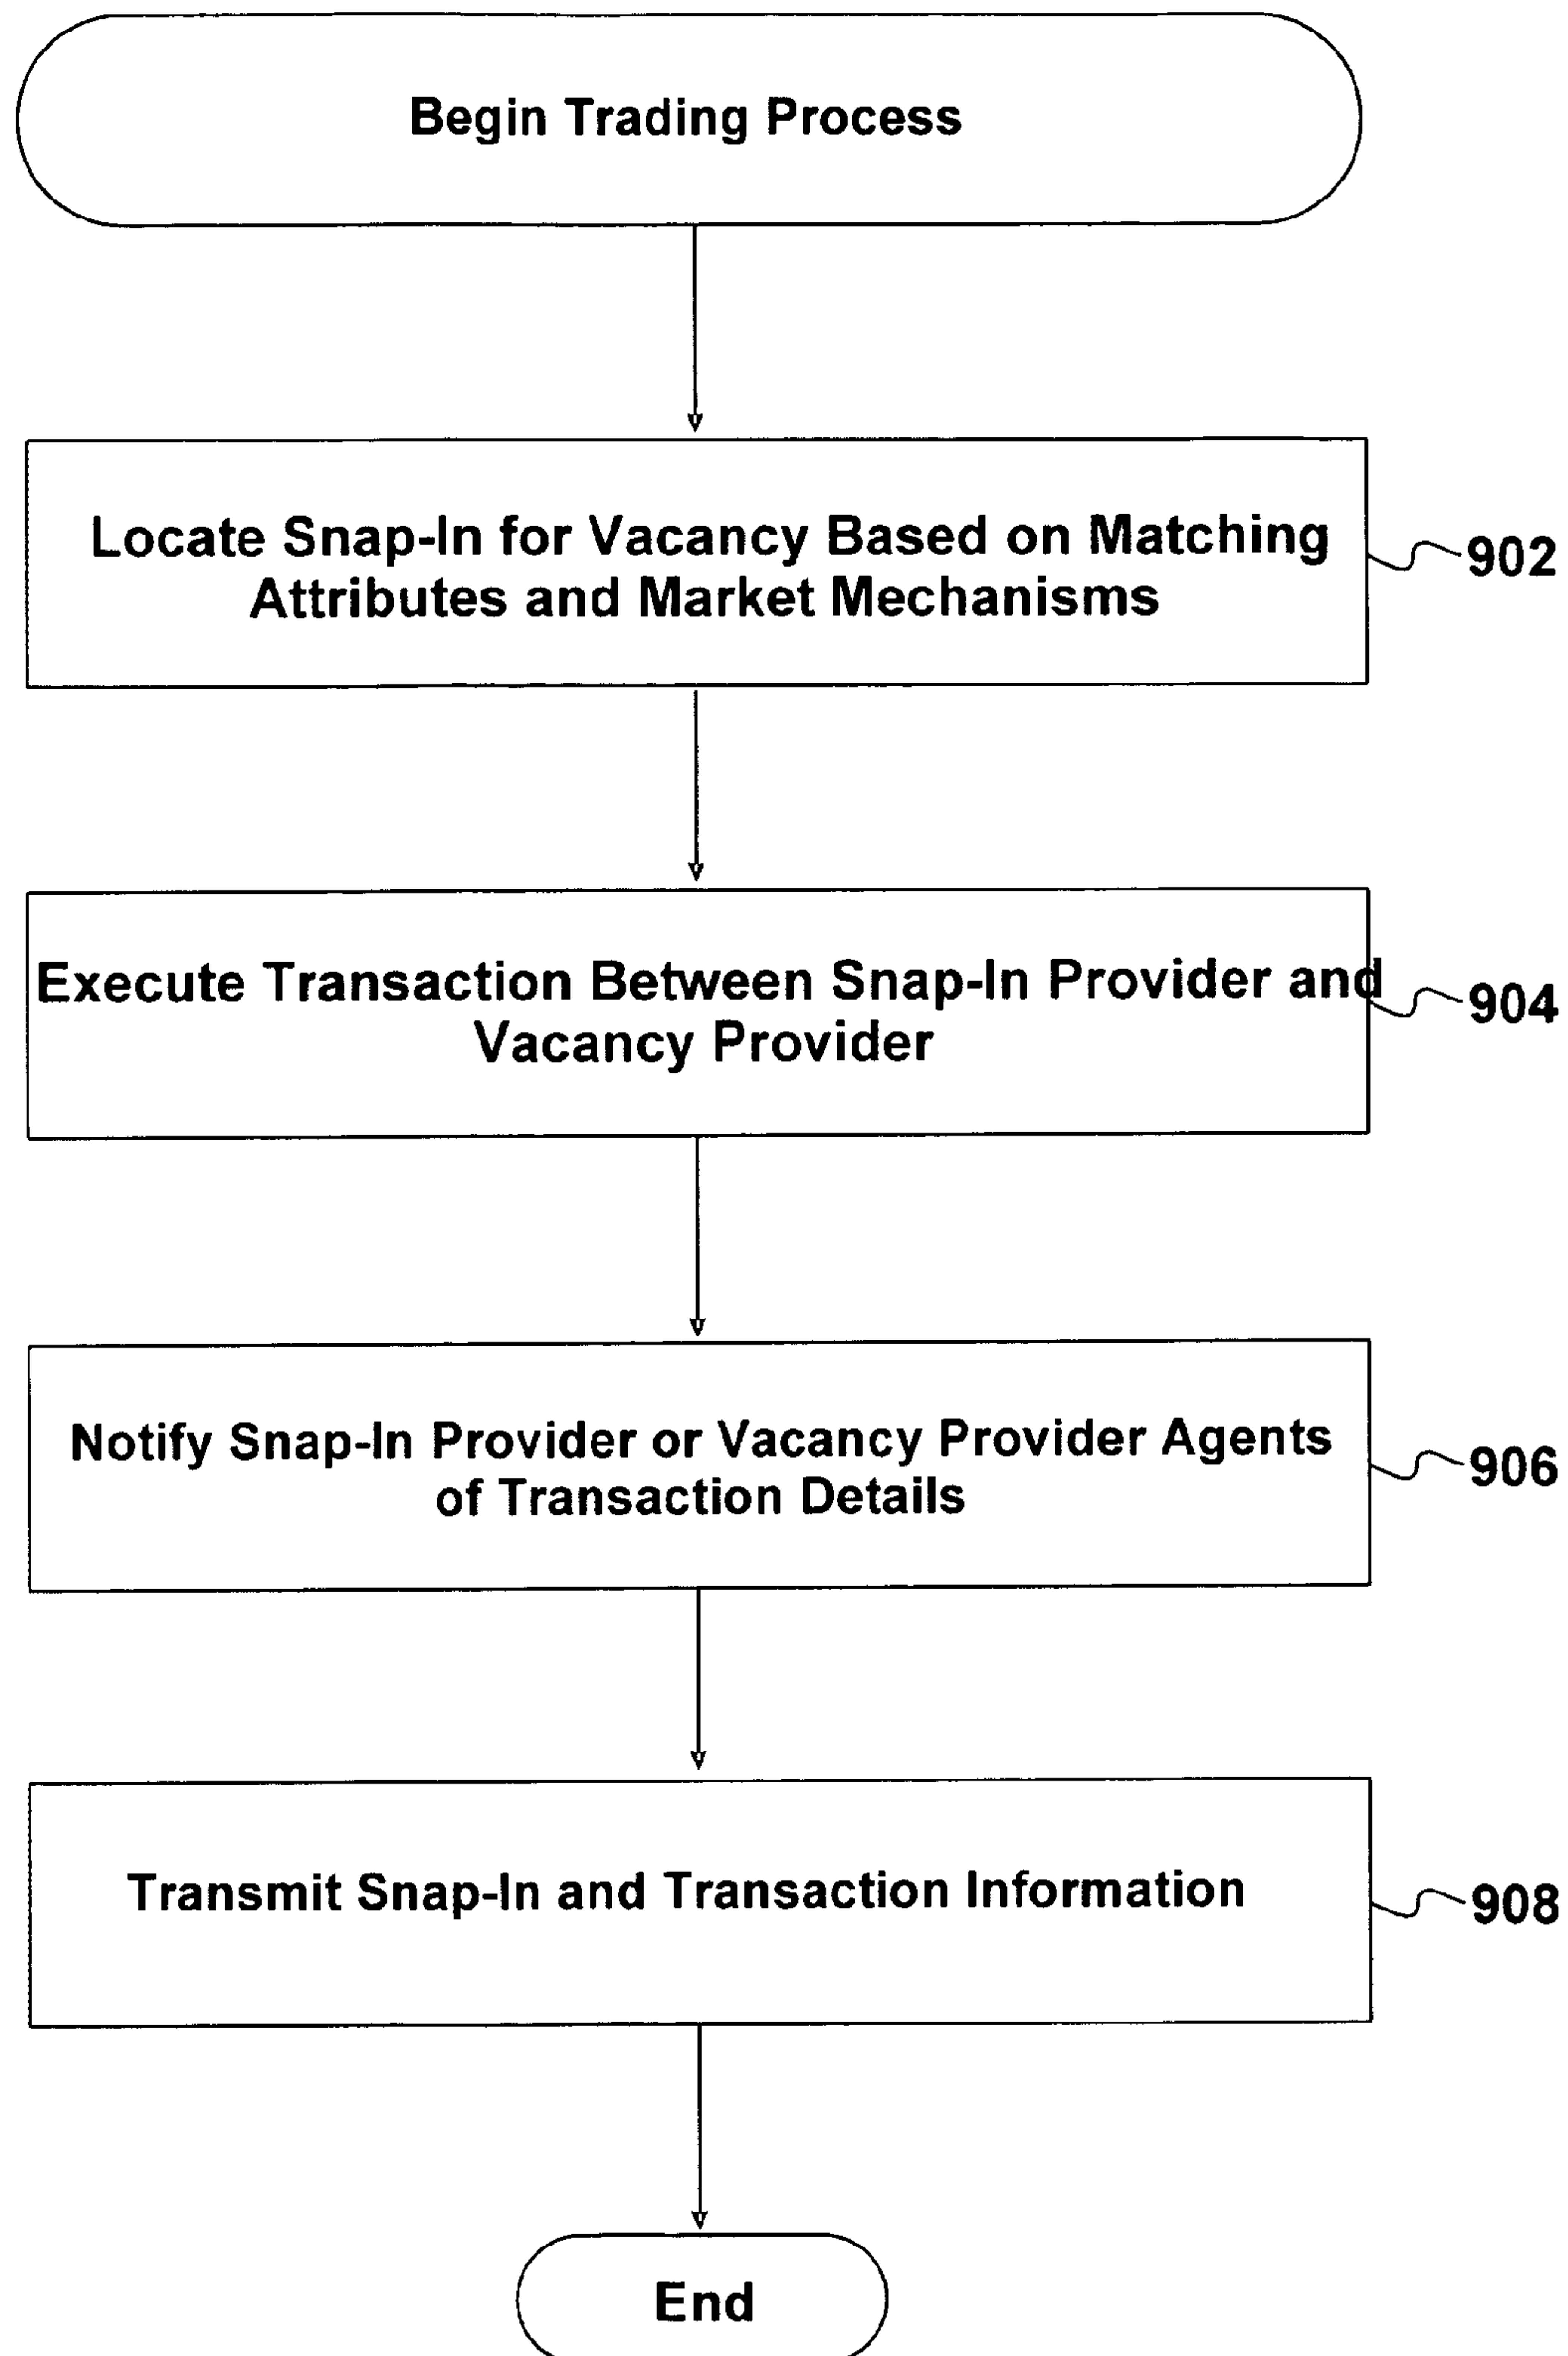 Begin Trading Process
Locate Snap-In for Vacancy Based on Matching
Attributes and Market Mechanisms
902
Execute Transaction Between Snap-In Provider and
Vacancy Provider
904
Notify Snap-In Provider or Vacancy Provider Agents
of Transaction Details
906
Transmit Snap-In and Transaction Information
908
End